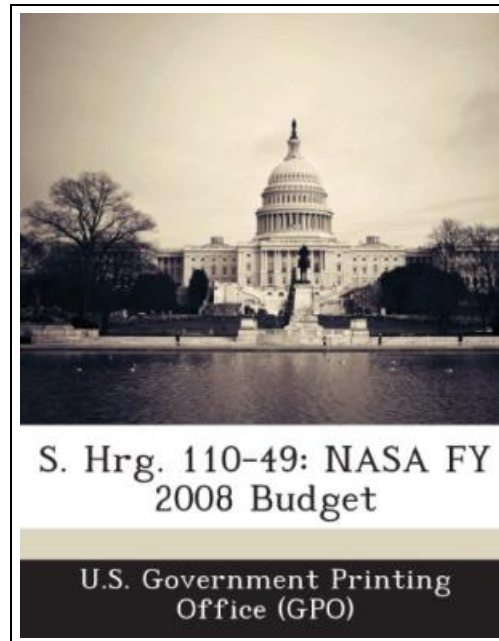 S. Hrg. 110-49: NASA FY
2008 Budget
U.S. Government Printing
Office (GPO)